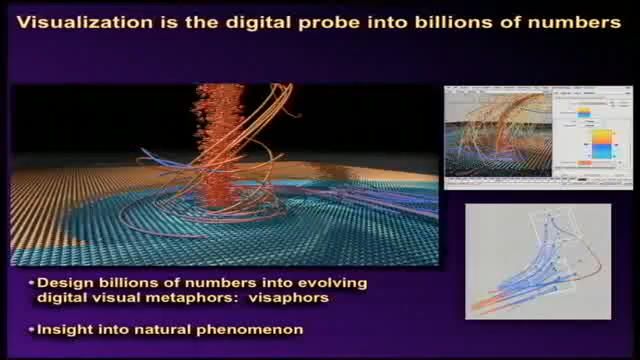 Visualization is the digital probe into billions of numbers
•Design billions of numbers into evolving
digital visual metaphors: visaphors
•Insight into natural phenomenon